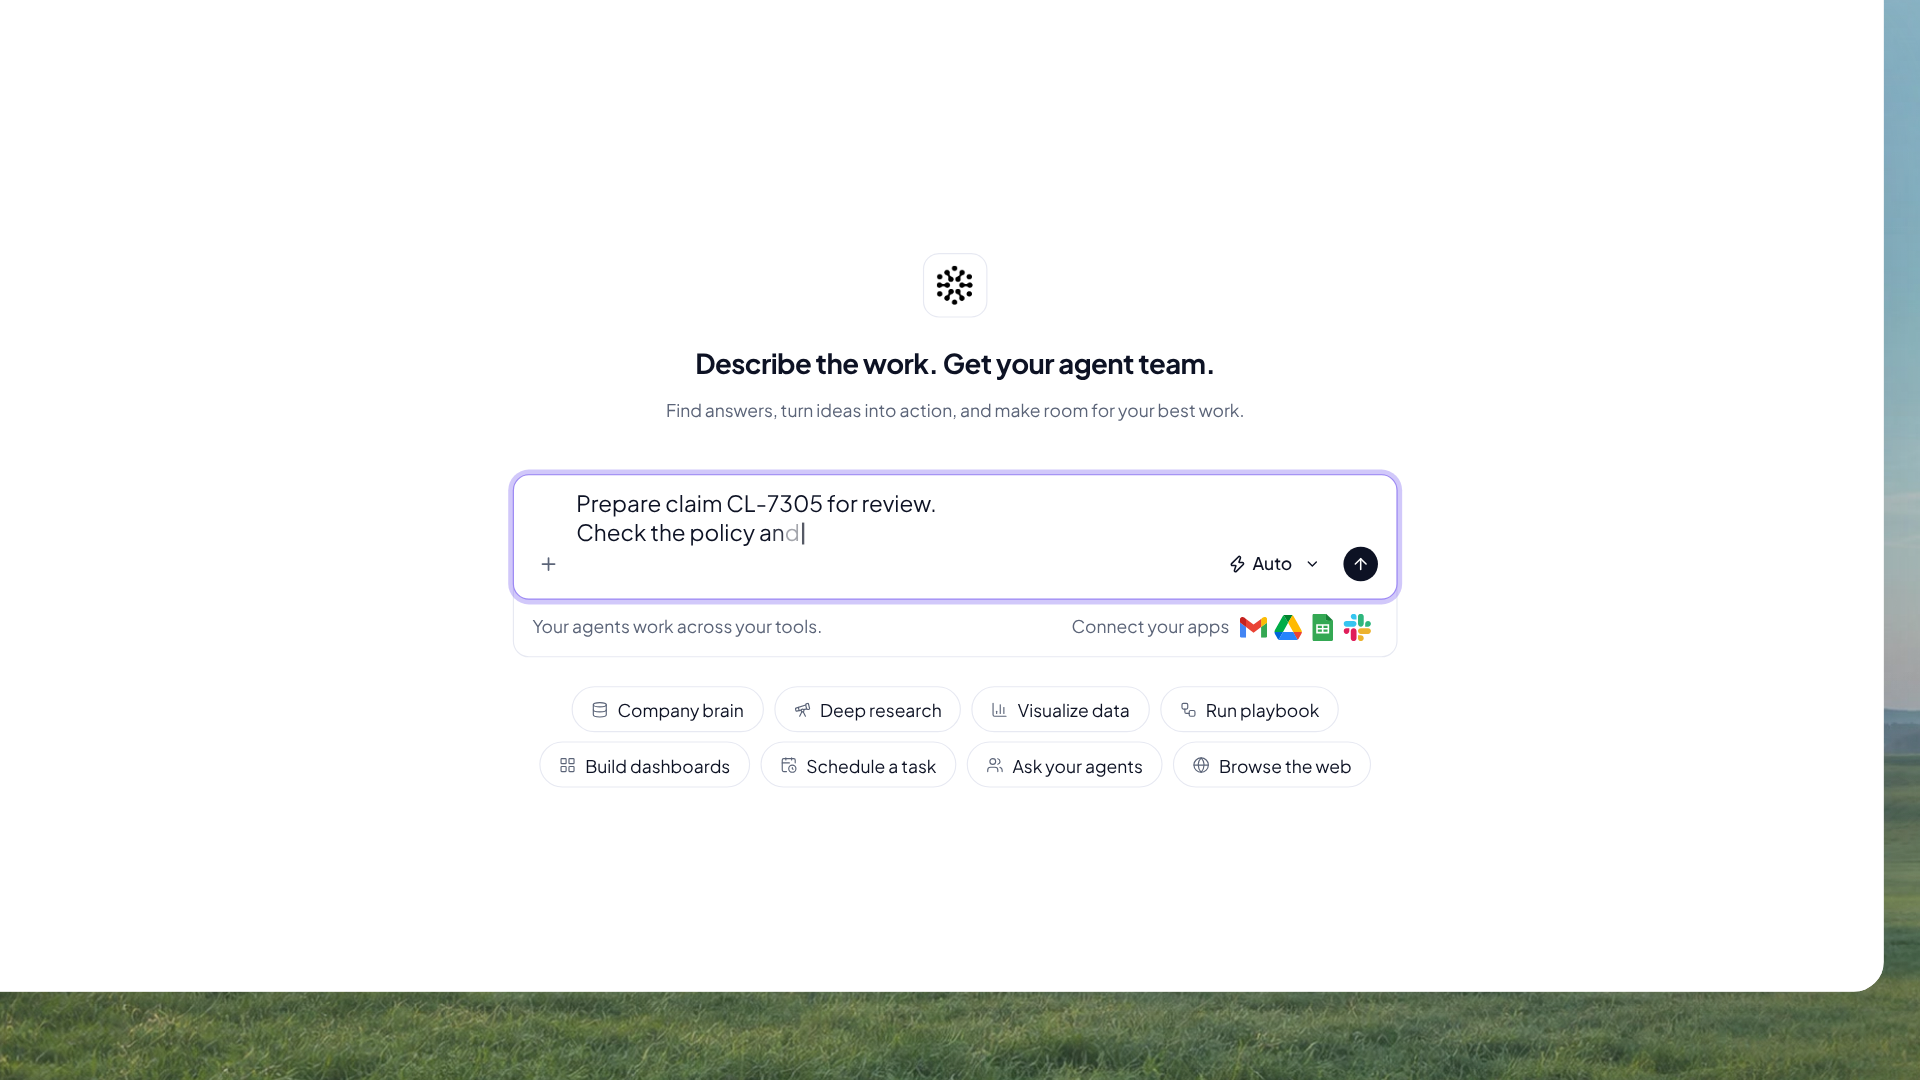 Describe the work. Get your agent team.
Find answers, turn ideas into action, and make room for your best work.
Prepare claim CL-7305 for review.
Check the policy and
Auto
Your agents work across your tools.
Connect your apps
Company brain
Deep research
Visualize data
Run playbook
Build dashboards
Schedule a task
Ask your agents
Browse the web